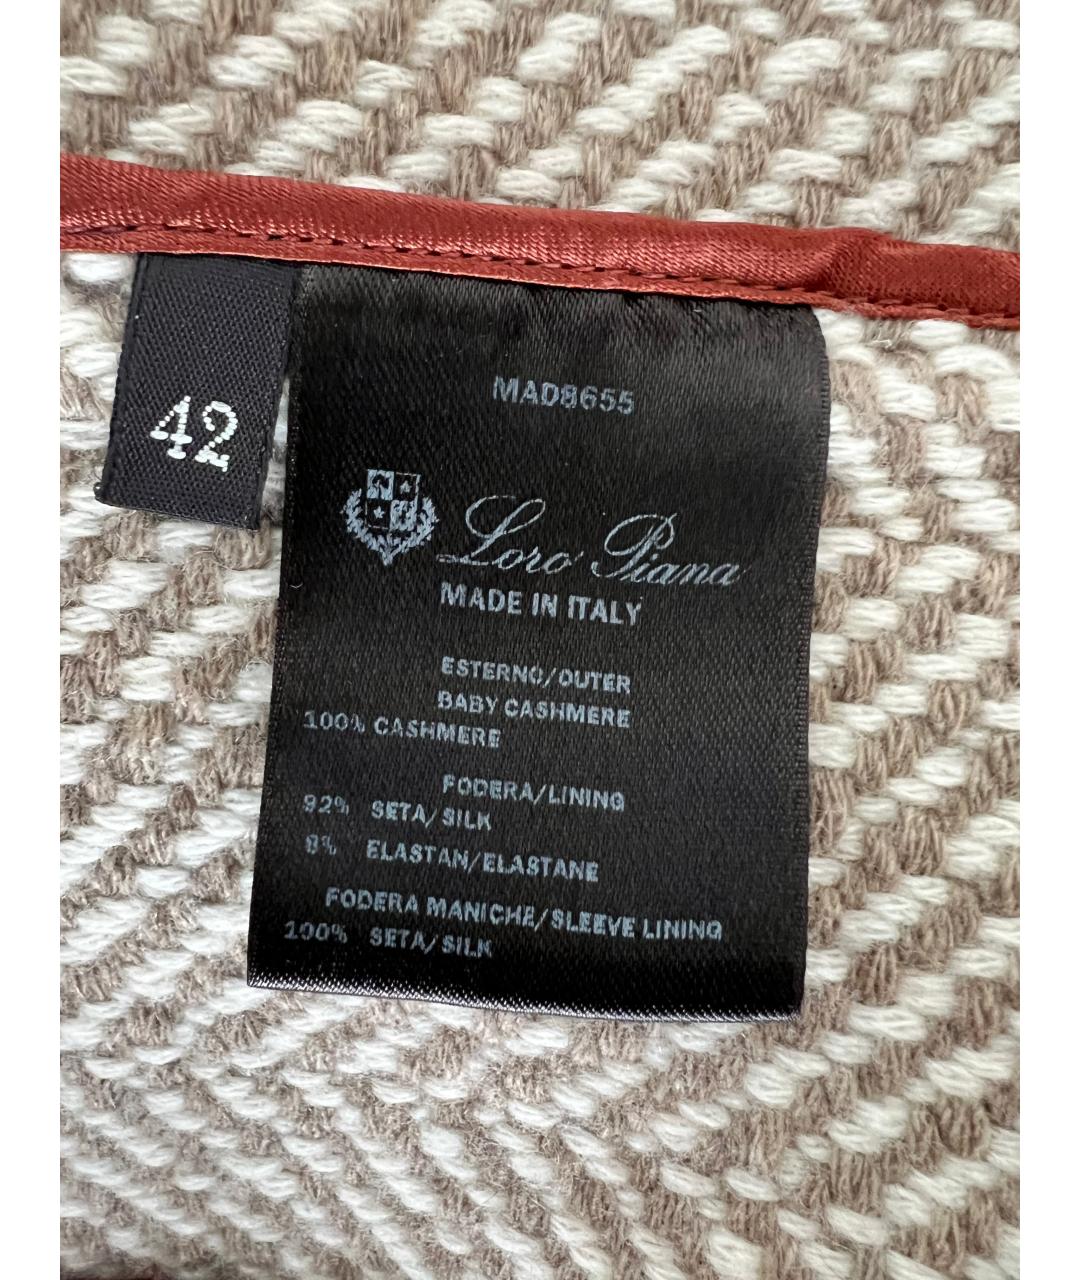 42
MAD8655
Loro Piana
MADE IN ITALY
ESTERNO/OUTER
BABY CASHMERE
100% CASHMERE
FODERA/LINING
92% SETA/SILK
8% ELASTAN/ELASTANE
FODERA MANICHE/SLEEVE LINING
100% SETA/SILK